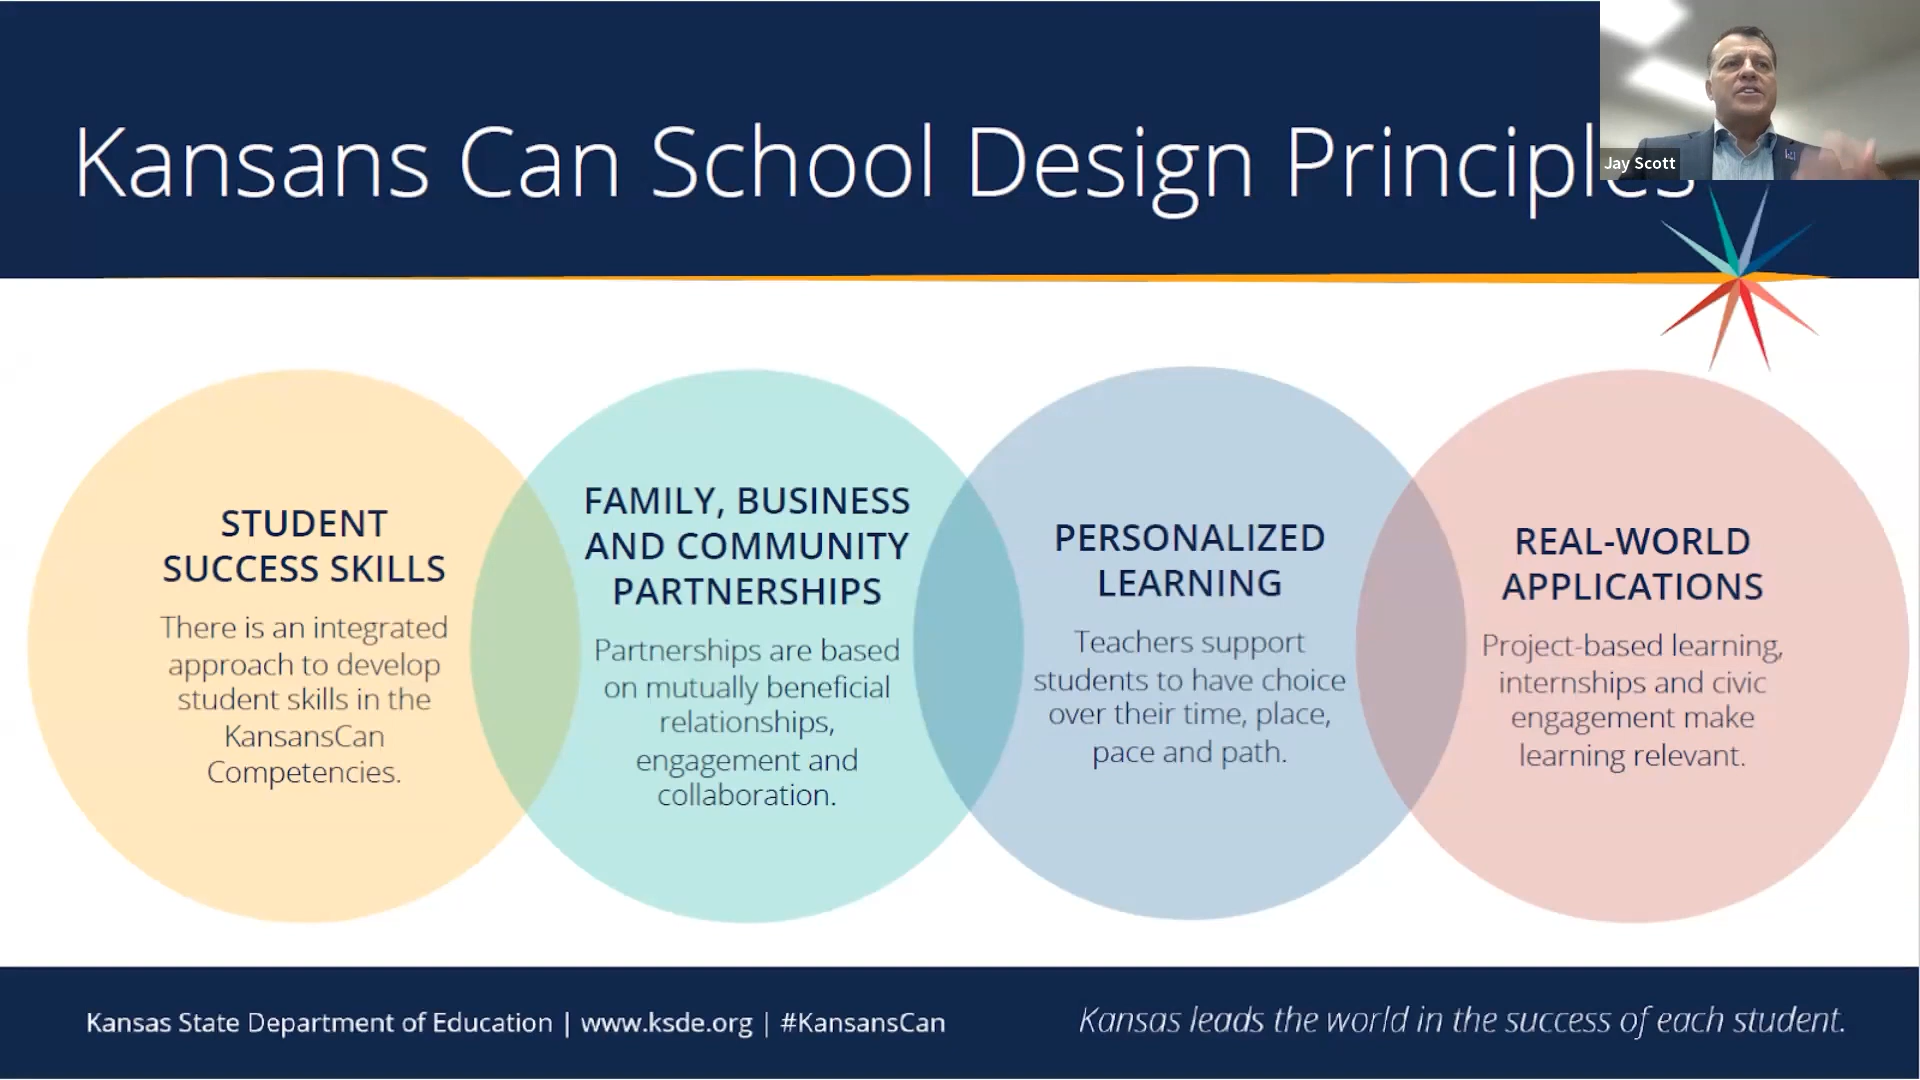 Kansans Can School Design Principles
Jay Scott
STUDENT
SUCCESS SKILLS
There is an integrated
approach to develop
student skills in the
KansansCan
Competencies.
FAMILY, BUSINESS
AND COMMUNITY
PARTNERSHIPS
Partnerships are based
on mutually beneficial
relationships,
engagement and
collaboration.
PERSONALIZED
LEARNING
Teachers support
students to have choice
over their time, place,
pace and path.
REAL-WORLD
APPLICATIONS
Project-based learning,
internships and civic
engagement make
learning relevant.
Kansas State Department of Education | www.ksde.org | #KansansCan
Kansas leads the world in the success of each student.